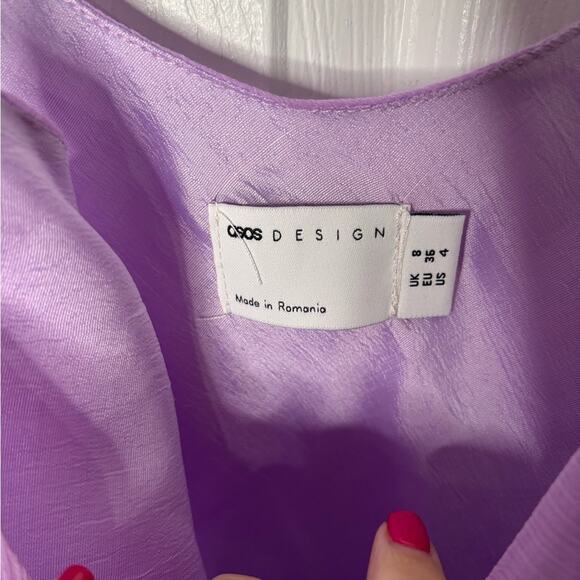 asos DESIGN
Made in Romania
UK 8
EU 36
US 4